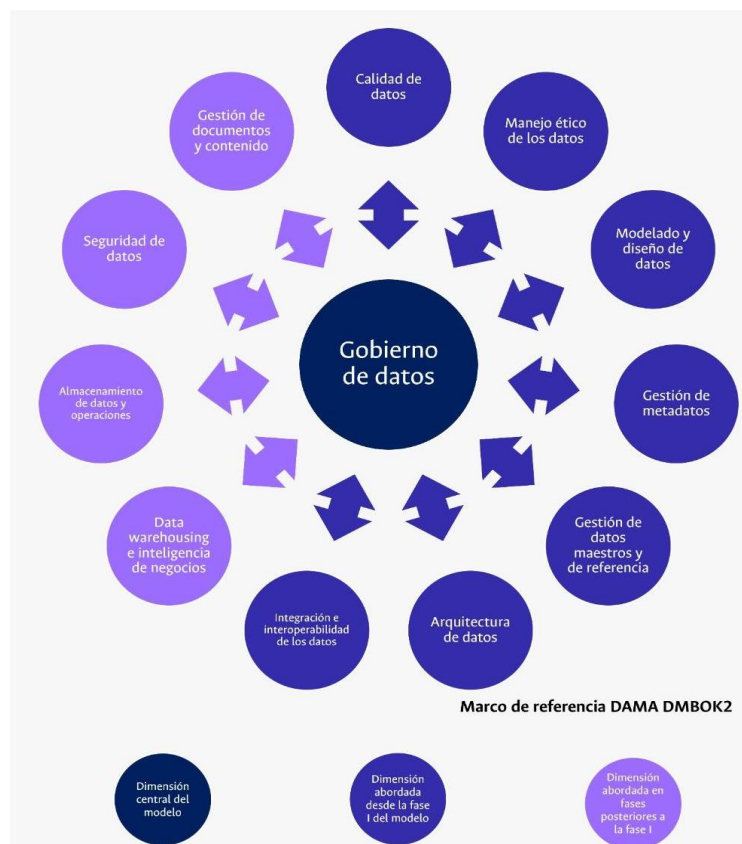 Calidad de
datos
Manejo ético
de los datos
Modelado y
diseño de
datos
Gestión de
metadatos
Gestión de
datos
maestros y
de referencia
Arquitectura
de datos
Integración e
interoperabilidad
de los datos
Data
warehousing
e inteligencia
de negocios
Almacenamiento
de datos y
operaciones
Seguridad de
datos
Gestión de
documentos
y contenido
Gobierno
de datos
Marco de referencia DAMA DMBOK2
Dimensión
central del
modelo
Dimensión
abordada
desde la fase
I del modelo
Dimensión
abordada en
fases
posteriores a
la fase I